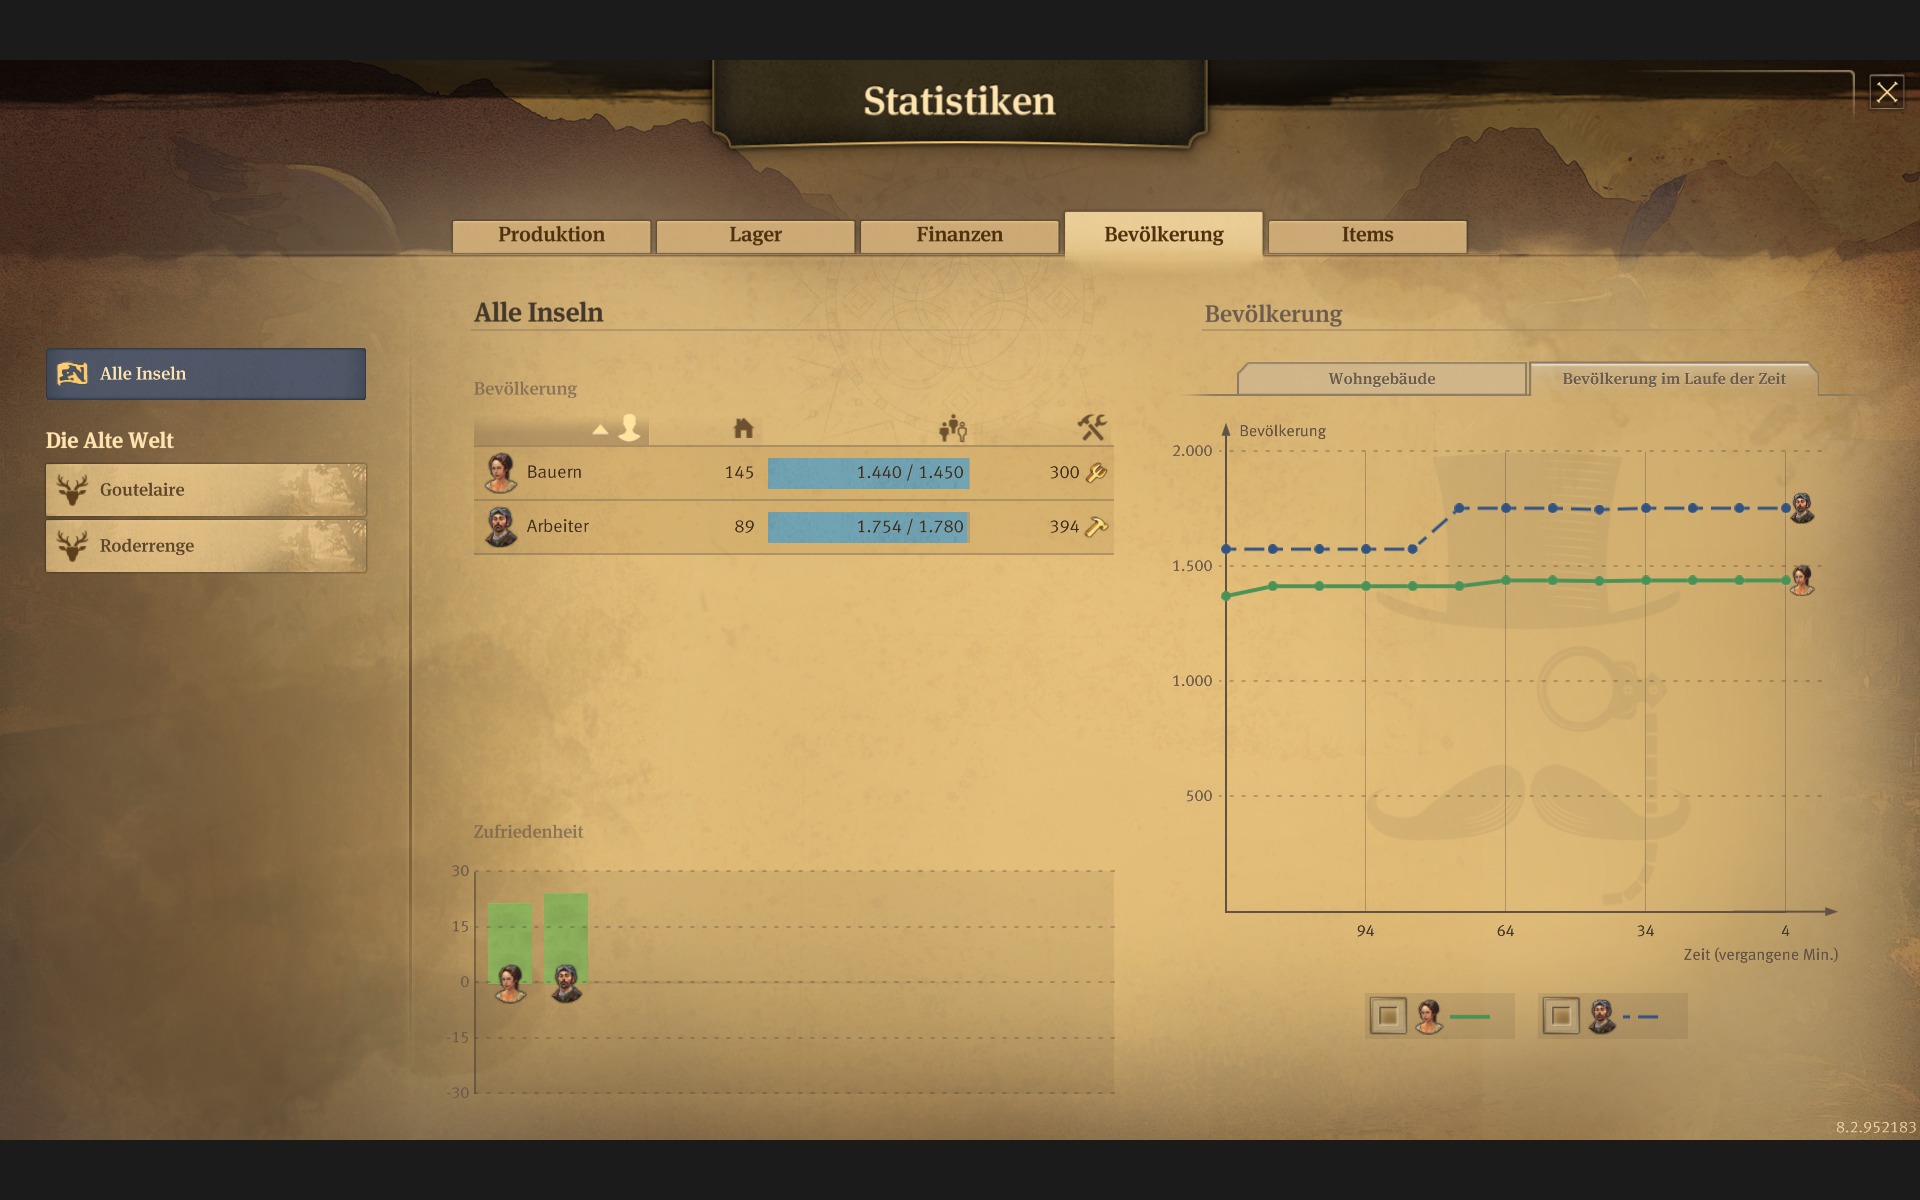 Statistiken
Produktion
Lager
Finanzen
Bevölkerung
Items
Alle Inseln
Die Alte Welt
Goutelaire
Roderrenge
Alle Inseln
Bevölkerung
Bauern 145 1.440 / 1.450 300
Arbeiter 89 1.754 / 1.780 394
Zufriedenheit
30
15
0
-15
-30
Bevölkerung
Wohngebäude
Bevölkerung im Laufe der Zeit
Bevölkerung
2.000
1.500
1.000
500
94 64 34 4
Zeit (vergangene Min.)
8.2.952183